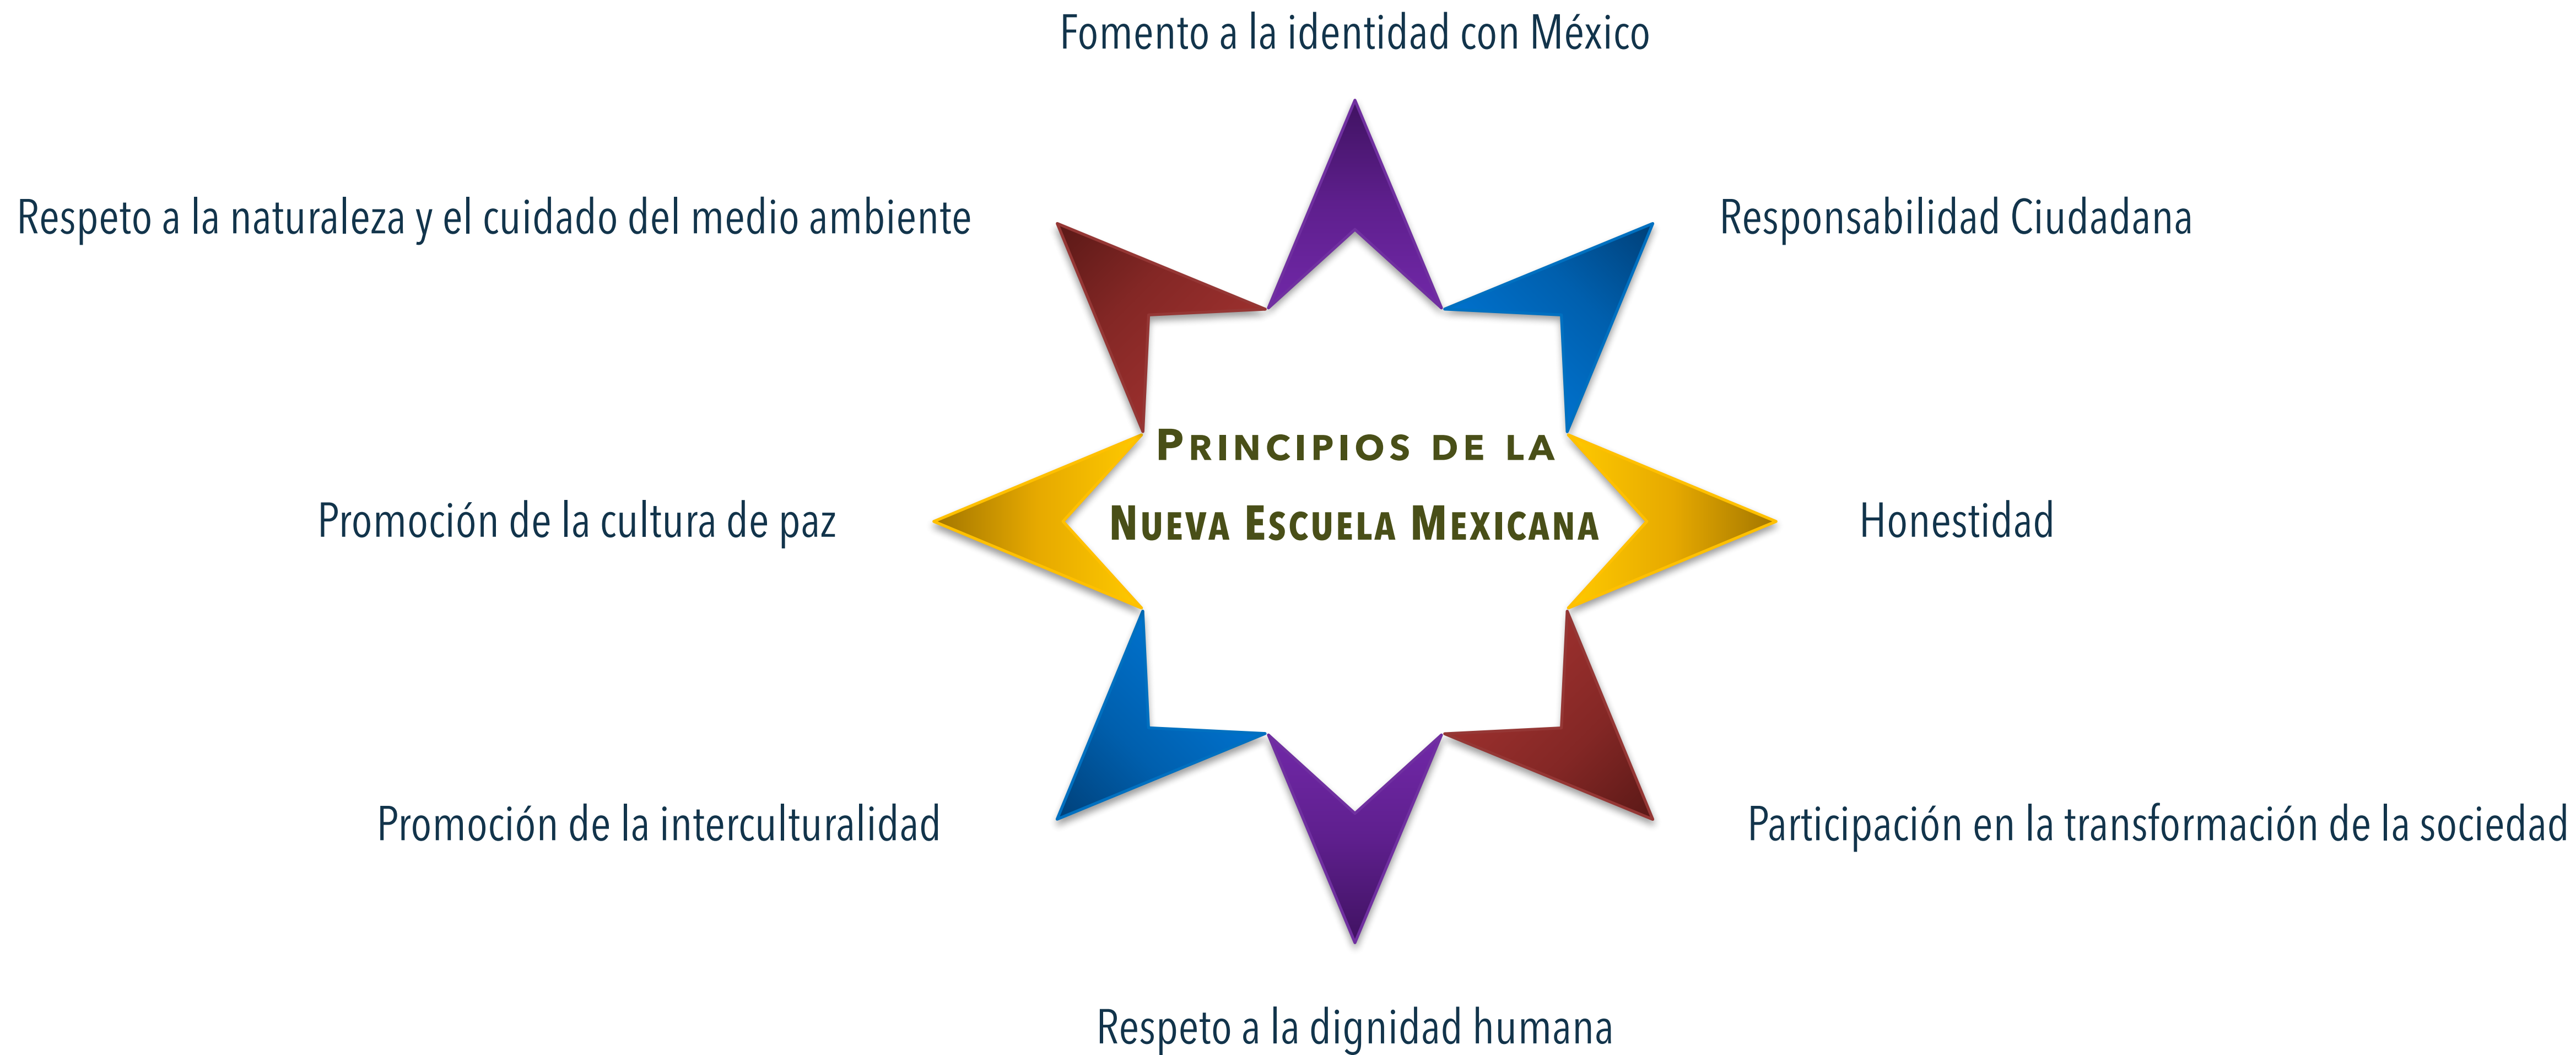 Fomento a la identidad con México
Respeto a la naturaleza y el cuidado del medio ambiente
Responsabilidad Ciudadana
PRINCIPIOS DE LA
NUEVA ESCUELA MEXICANA
Promoción de la cultura de paz
Honestidad
Promoción de la interculturalidad
Participación en la transformación de la sociedad
Respeto a la dignidad humana